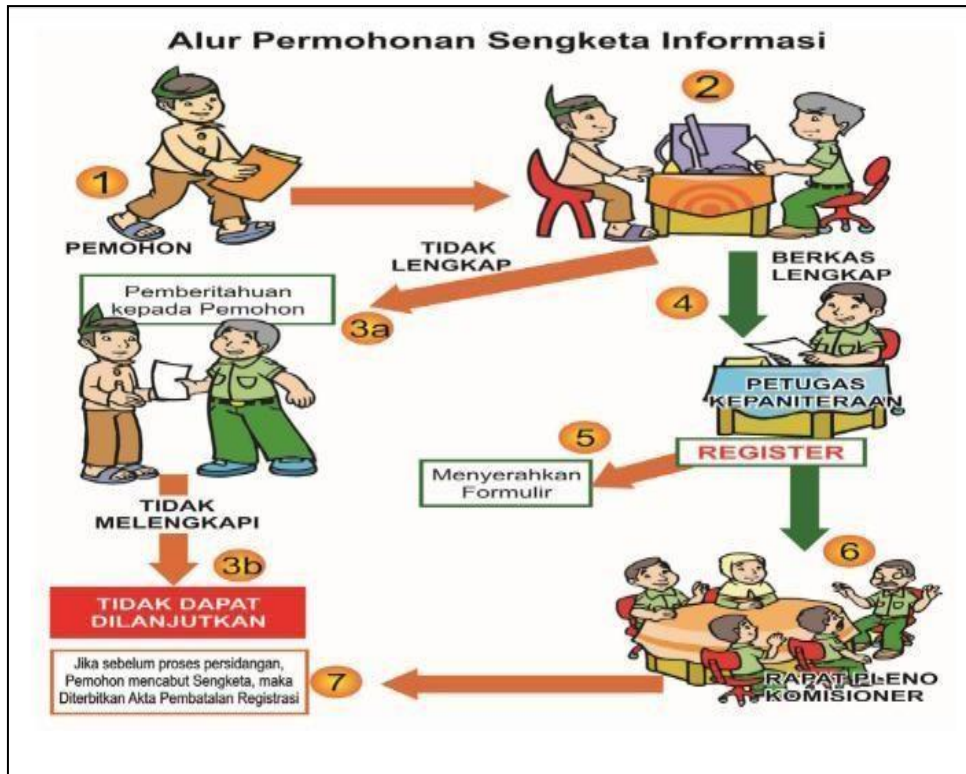 Alur Permohonan Sengketa Informasi
1
PEMOHON
2
TIDAK
LENGKAP
BERKAS
LENGKAP
Pemberitahuan
kepada Pemohon
3a
4
PETUGAS
KEPANITERAAN
REGISTER
5
Menyerahkan
Formulir
TIDAK
MELENGKAPI
3b
6
TIDAK DAPAT
DILANJUTKAN
Jika sebelum proses persidangan,
Pemohon mencabut Sengketa, maka
Diterbitkan Akta Pembatalan Registrasi
7
RAPAT PLENO
KOMISIONER